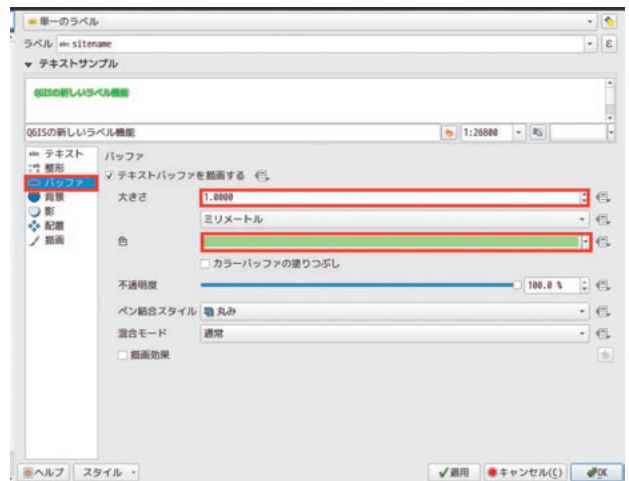 単一のラベル
ラベル abc sitename ε
▼ テキストサンプル
QGISの新しいラベル機能
QGISの新しいラベル機能 1:26800
abc テキスト
整形
バッファ
背景
影
配置
描画
バッファ
テキストバッファを描画する
大きさ 1.0000
ミリメートル
色
カラーバッファの塗りつぶし
不透明度 100.0 %
ペン結合スタイル 丸み
混合モード 通常
描画効果
ヘルプ スタイル 適用 キャンセル(C) OK